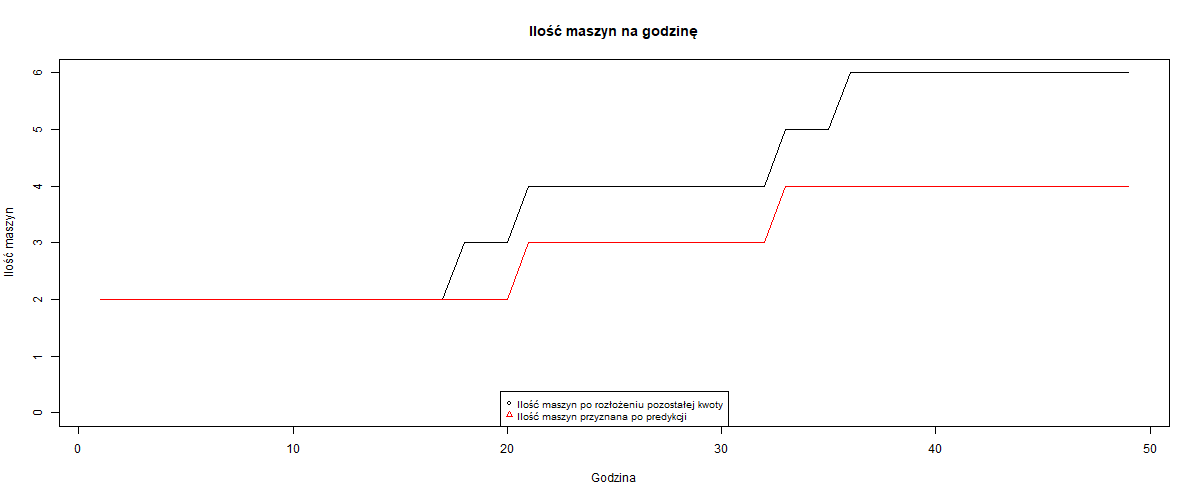 Ilość maszyn na godzinę
Ilość maszyn
6
5
4
3
2
1
0
Ilość maszyn po rozłożeniu pozostałej kwoty
Ilość maszyn przyznana po predykcji
0 10 20 30 40 50
Godzina